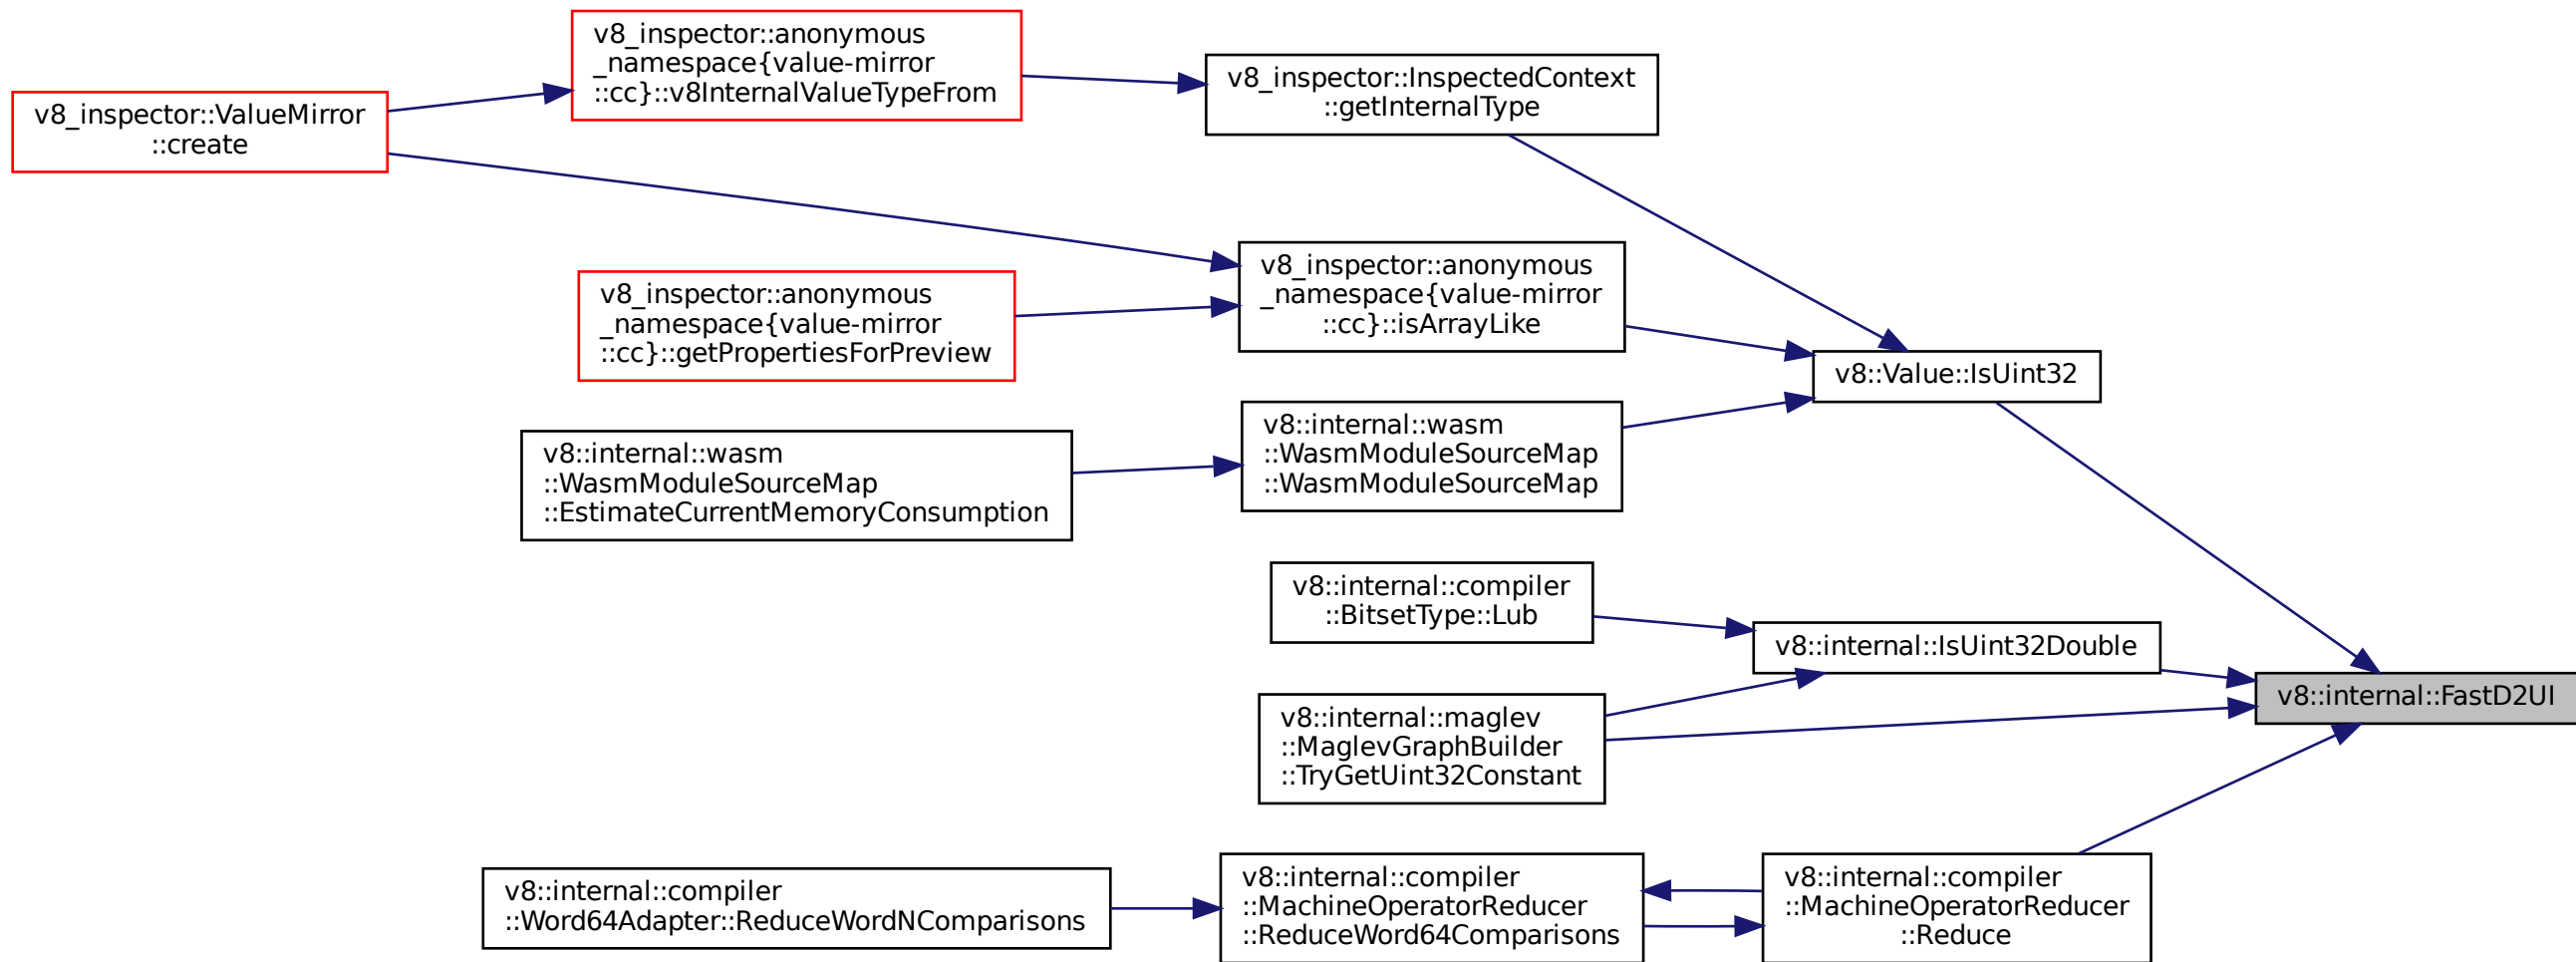 v8_inspector::anonymous
_namespace{value-mirror
::cc}::v8InternalValueTypeFrom
v8_inspector::InspectedContext
::getInternalType
v8_inspector::ValueMirror
::create
v8_inspector::anonymous
_namespace{value-mirror
::cc}::isArrayLike
v8_inspector::anonymous
_namespace{value-mirror
::cc}::getPropertiesForPreview
v8::Value::IsUint32
v8::internal::wasm
::WasmModuleSourceMap
::WasmModuleSourceMap
v8::internal::wasm
::WasmModuleSourceMap
::EstimateCurrentMemoryConsumption
v8::internal::compiler
::BitsetType::Lub
v8::internal::IsUint32Double
v8::internal::FastD2UI
v8::internal::maglev
::MaglevGraphBuilder
::TryGetUint32Constant
v8::internal::compiler
::Word64Adapter::ReduceWordNComparisons
v8::internal::compiler
::MachineOperatorReducer
::ReduceWord64Comparisons
v8::internal::compiler
::MachineOperatorReducer
::Reduce